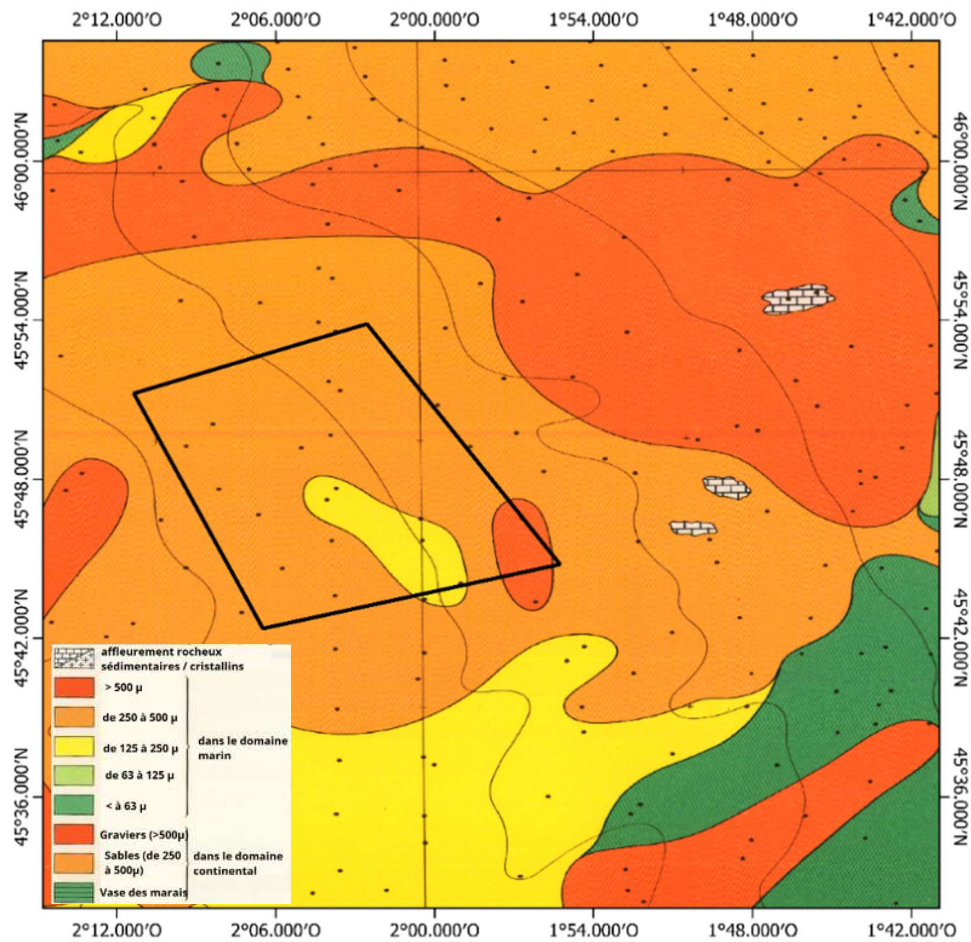 2°12.000'O 2°06.000'O 2°00.000'O 1°54.000'O 1°48.000'O 1°42.000'O
46°00.000'N
45°54.000'N
45°48.000'N
45°42.000'N
45°36.000'N
46°00.000'N
45°54.000'N
45°48.000'N
45°42.000'N
45°36.000'N
affleurement rocheux
sédimentaires / cristallins
> 500 µ
de 250 à 500 µ
de 125 à 250 µ
de 63 à 125 µ
< à 63 µ
dans le domaine
marin
Graviers (>500µ)
Sables (de 250
à 500µ)
Vase des marais
dans le domaine
continental
2°12.000'O 2°06.000'O 2°00.000'O 1°54.000'O 1°48.000'O 1°42.000'O